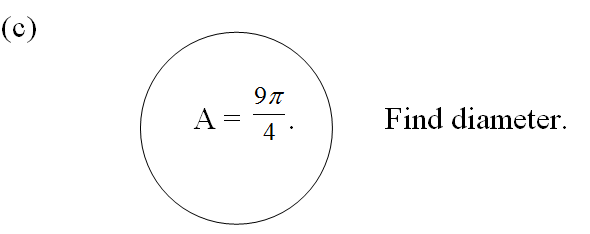 (c)
A = 9π/4. Find diameter.